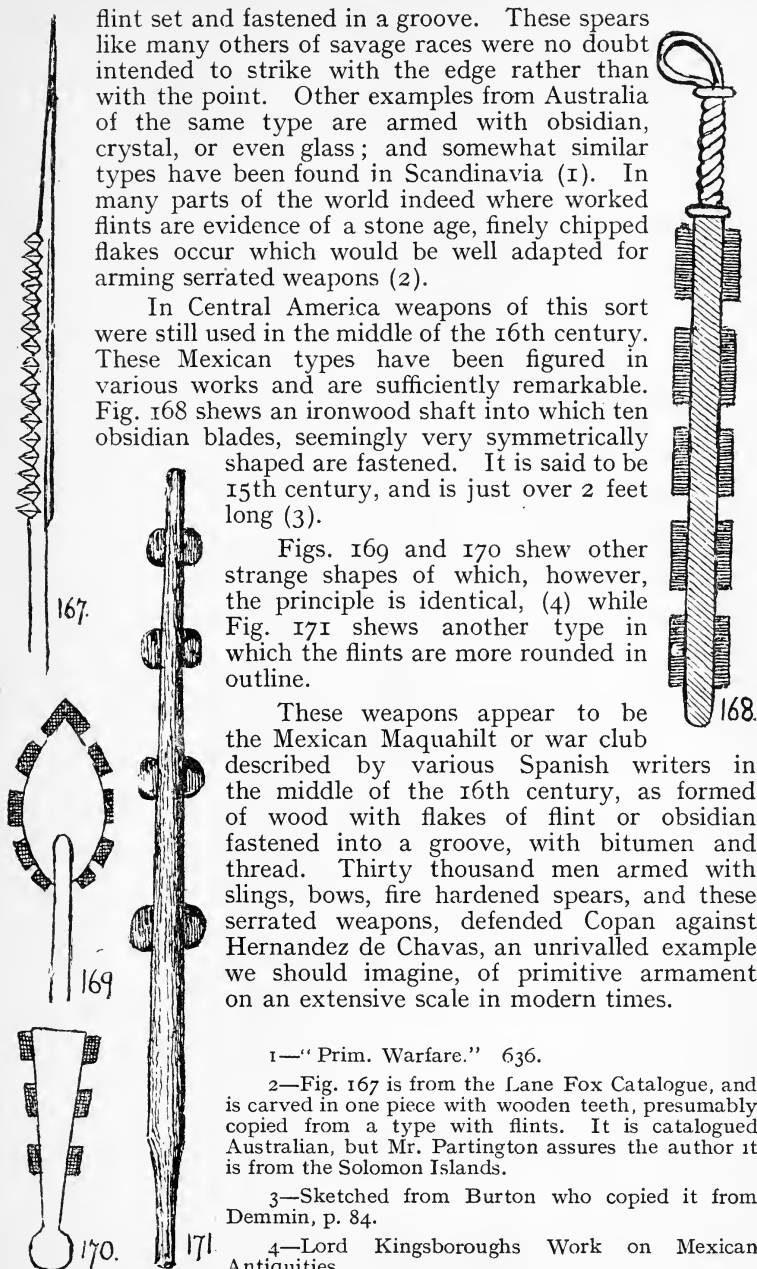 flint set and fastened in a groove. These spears
like many others of savage races were no doubt
intended to strike with the edge rather than
with the point. Other examples from Australia
of the same type are armed with obsidian,
crystal, or even glass; and somewhat similar
types have been found in Scandinavia (1). In
many parts of the world indeed where worked
flints are evidence of a stone age, finely chipped
flakes occur which would be well adapted for
arming serrated weapons (2).
In Central America weapons of this sort
were still used in the middle of the 16th century.
These Mexican types have been figured in
various works and are sufficiently remarkable.
Fig. 168 shews an ironwood shaft into which ten
obsidian blades, seemingly very symmetrically
shaped are fastened. It is said to be
15th century, and is just over 2 feet
long (3).
Figs. 169 and 170 shew other
strange shapes of which, however,
the principle is identical, (4) while
Fig. 171 shews another type in
which the flints are more rounded in
outline.
These weapons appear to be
the Mexican Maquahilt or war club
described by various Spanish writers in
the middle of the 16th century, as formed
of wood with flakes of flint or obsidian
fastened into a groove, with bitumen and
thread. Thirty thousand men armed with
slings, bows, fire hardened spears, and these
serrated weapons, defended Copan against
Hernandez de Chavas, an unrivalled example
we should imagine, of primitive armament
on an extensive scale in modern times.
1—"Prim. Warfare." 636.
2—Fig. 167 is from the Lane Fox Catalogue, and
is carved in one piece with wooden teeth, presumably
copied from a type with flints. It is catalogued
Australian, but Mr. Partington assures the author it
is from the Solomon Islands.
3—Sketched from Burton who copied it from
Demmin, p. 84.
4—Lord Kingsboroughs Work on Mexican
Antiquities
167.
168.
169
170.
171